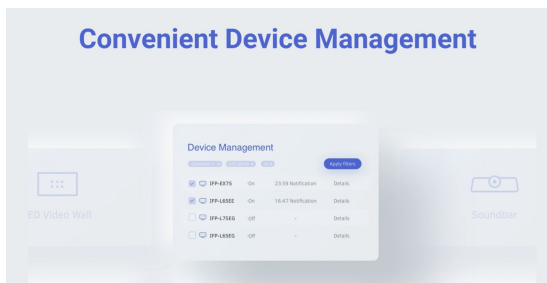 Convenient Device Management
Device Management
Apply filters
IFP-EX75 On 23:59 Notification Details
IFP-L65EE On 16:47 Notification Details
IFP-L75EG Off - Details
IFP-L65EG Off - Details
ED Video Wall
Soundbar